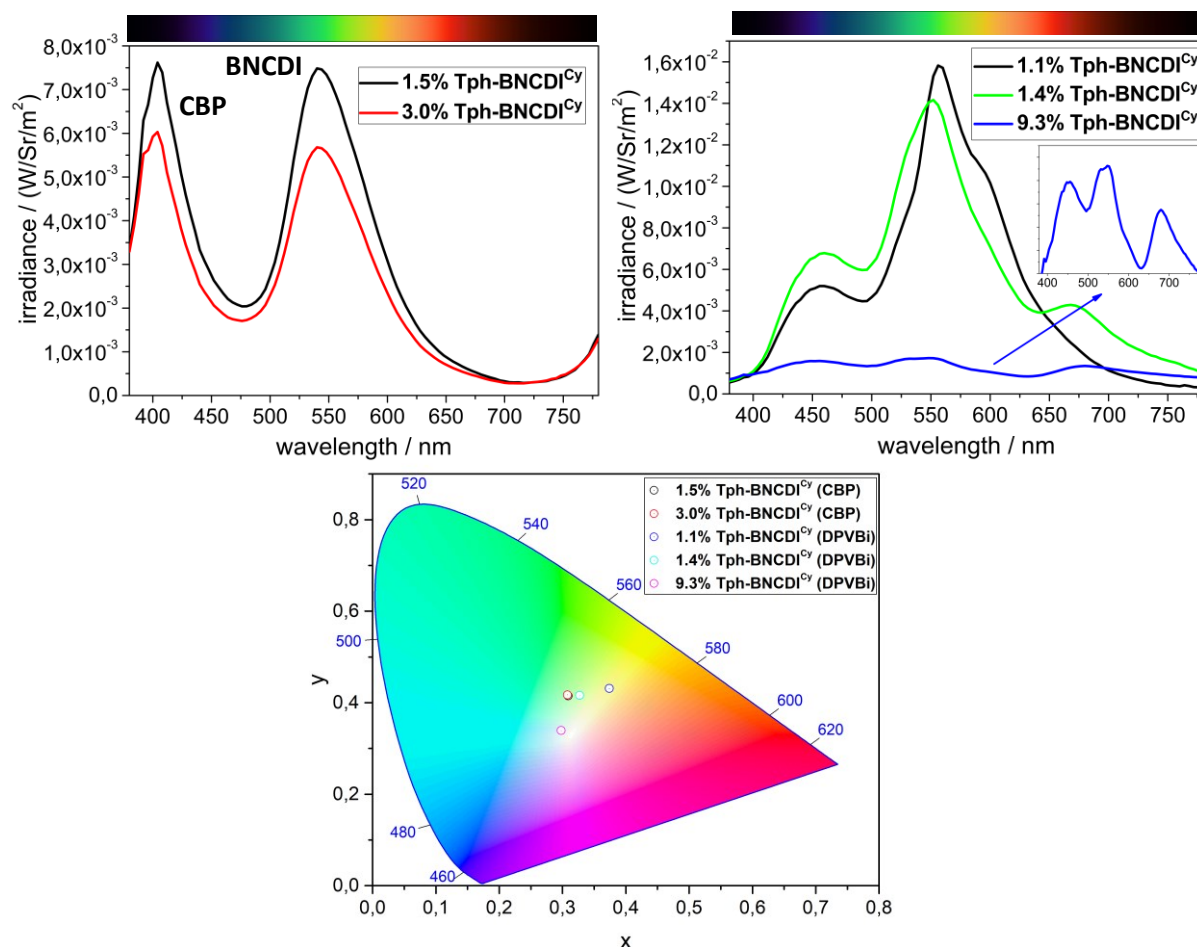 8,0x10⁻³
7,0x10⁻³
6,0x10⁻³
5,0x10⁻³
4,0x10⁻³
3,0x10⁻³
2,0x10⁻³
1,0x10⁻³
0,0
irradiance / (W/Sr/m²)
CBP
BNCDI
1.5% Tph-BNCDIᶜʸ
3.0% Tph-BNCDIᶜʸ
400 450 500 550 600 650 700 750
wavelength / nm
1,6x10⁻²
1,4x10⁻²
1,2x10⁻²
1,0x10⁻²
8,0x10⁻³
6,0x10⁻³
4,0x10⁻³
2,0x10⁻³
0,0
irradiance / (W/Sr/m²)
1.1% Tph-BNCDIᶜʸ
1.4% Tph-BNCDIᶜʸ
9.3% Tph-BNCDIᶜʸ
400 500 600 700
400 450 500 550 600 650 700 750
wavelength / nm
0,8
0,6
0,4
0,2
0,0
y
1.5% Tph-BNCDIᶜʸ (CBP)
3.0% Tph-BNCDIᶜʸ (CBP)
1.1% Tph-BNCDIᶜʸ (DPVBi)
1.4% Tph-BNCDIᶜʸ (DPVBi)
9.3% Tph-BNCDIᶜʸ (DPVBi)
520
540
560
500
580
600
620
480
460
0,0 0,1 0,2 0,3 0,4 0,5 0,6 0,7 0,8
x